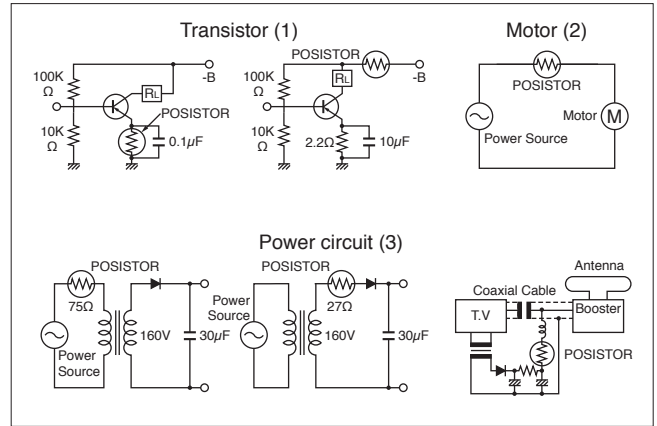 Transistor (1)
100K
Ω
10K
Ω
RL
-B
POSISTOR
0.1µF
POSISTOR
100K
Ω
10K
Ω
RL
-B
2.2Ω
10µF
Motor (2)
POSISTOR
Motor
M
Power Source
Power circuit (3)
POSISTOR
75Ω
Power
Source
160V
30µF
POSISTOR
27Ω
Power
Source
160V
30µF
Antenna
Coaxial Cable
T.V
Booster
POSISTOR